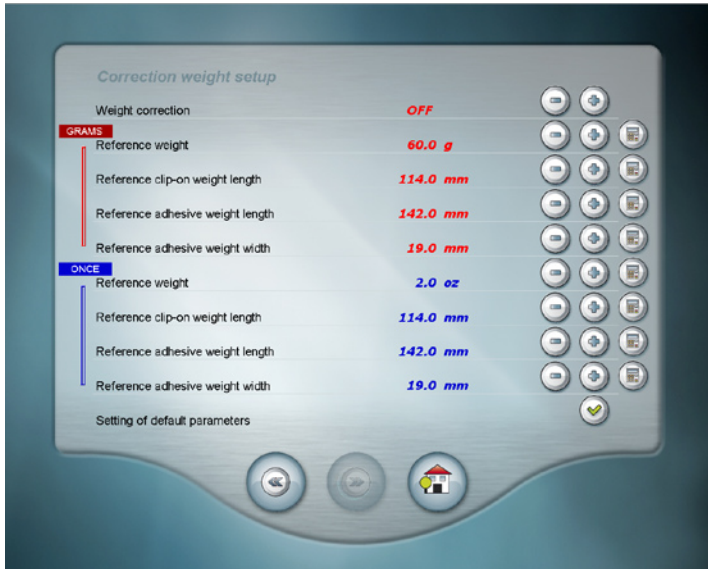 Correction weight setup
Weight correction OFF
GRAMS
Reference weight 60.0 g
Reference clip-on weight length 114.0 mm
Reference adhesive weight length 142.0 mm
Reference adhesive weight width 19.0 mm
ONCE
Reference weight 2.0 oz
Reference clip-on weight length 114.0 mm
Reference adhesive weight length 142.0 mm
Reference adhesive weight width 19.0 mm
Setting of default parameters